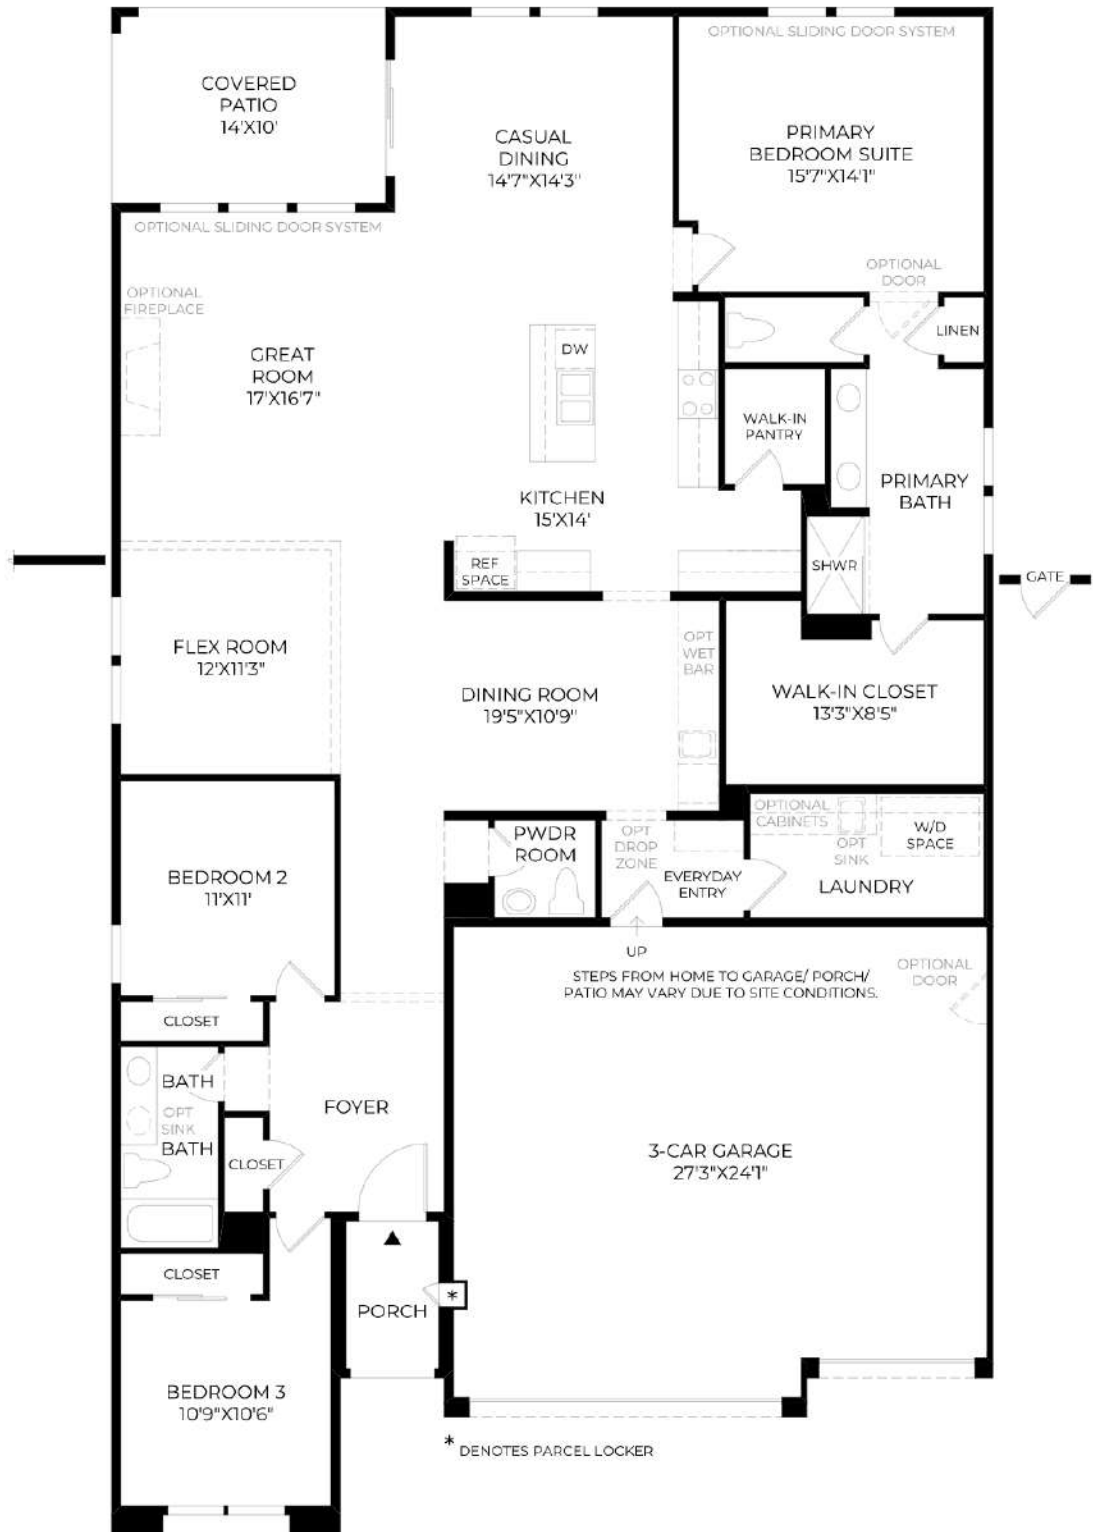 OPTIONAL SLIDING DOOR SYSTEM
COVERED
PATIO
14'X10'
CASUAL
DINING
14'7"X14'3"
PRIMARY
BEDROOM SUITE
15'7"X14'1"
OPTIONAL SLIDING DOOR SYSTEM
OPTIONAL
DOOR
OPTIONAL
FIREPLACE
LINEN
GREAT
ROOM
17'X16'7"
DW
WALK-IN
PANTRY
PRIMARY
BATH
KITCHEN
15'X14'
REF
SPACE
SHWR
GATE
FLEX ROOM
12'X11'3"
OPT
WET
BAR
DINING ROOM
19'5"X10'9"
WALK-IN CLOSET
13'3"X8'5"
PWDR
ROOM
OPT
DROP
ZONE
OPTIONAL
CABINETS
OPT
SINK
W/D
SPACE
EVERYDAY
ENTRY
LAUNDRY
BEDROOM 2
11'X11'
UP
STEPS FROM HOME TO GARAGE/ PORCH/
PATIO MAY VARY DUE TO SITE CONDITIONS.
OPTIONAL
DOOR
CLOSET
BATH
OPT
SINK
BATH
FOYER
CLOSET
3-CAR GARAGE
27'3"X24'1"
CLOSET
PORCH
*
BEDROOM 3
10'9"X10'6"
* DENOTES PARCEL LOCKER